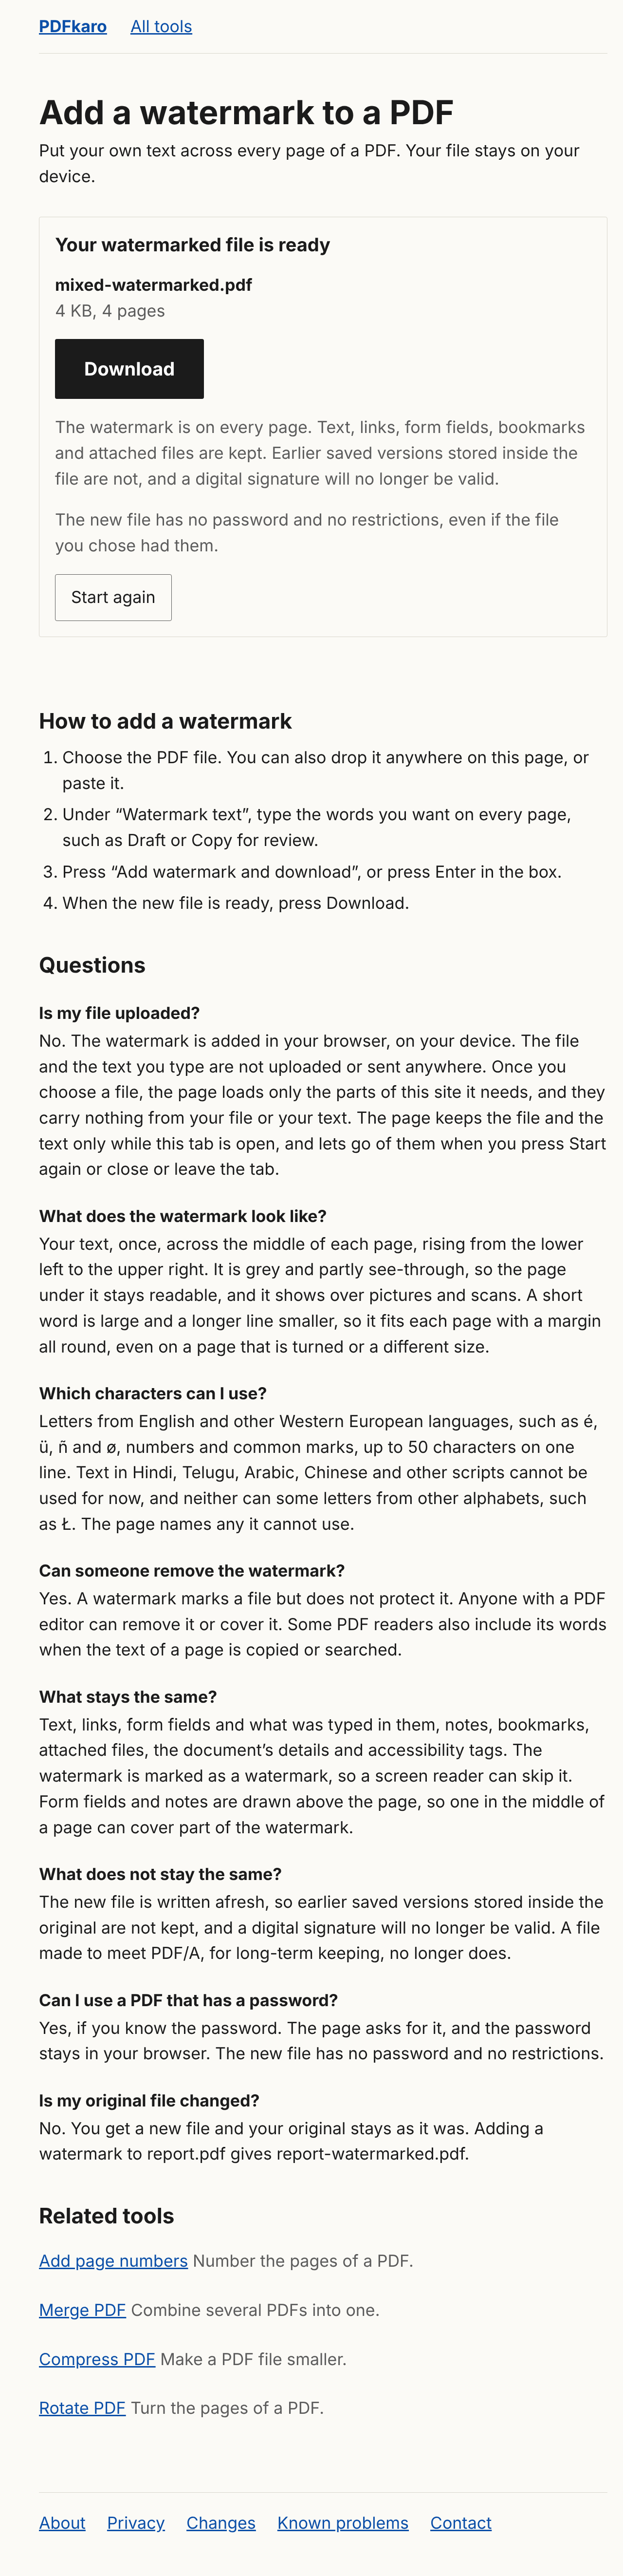 PDFkaro All tools
Add a watermark to a PDF
Put your own text across every page of a PDF. Your file stays on your
device.
Your watermarked file is ready
mixed-watermarked.pdf
4 KB, 4 pages
Download
The watermark is on every page. Text, links, form fields, bookmarks
and attached files are kept. Earlier saved versions stored inside the
file are not, and a digital signature will no longer be valid.
The new file has no password and no restrictions, even if the file
you chose had them.
Start again
How to add a watermark
1. Choose the PDF file. You can also drop it anywhere on this page, or
paste it.
2. Under “Watermark text”, type the words you want on every page,
such as Draft or Copy for review.
3. Press “Add watermark and download”, or press Enter in the box.
4. When the new file is ready, press Download.
Questions
Is my file uploaded?
No. The watermark is added in your browser, on your device. The file
and the text you type are not uploaded or sent anywhere. Once you
choose a file, the page loads only the parts of this site it needs, and they
carry nothing from your file or your text. The page keeps the file and the
text only while this tab is open, and lets go of them when you press Start
again or close or leave the tab.
What does the watermark look like?
Your text, once, across the middle of each page, rising from the lower
left to the upper right. It is grey and partly see-through, so the page
under it stays readable, and it shows over pictures and scans. A short
word is large and a longer line smaller, so it fits each page with a margin
all round, even on a page that is turned or a different size.
Which characters can I use?
Letters from English and other Western European languages, such as é,
ü, ñ and ø, numbers and common marks, up to 50 characters on one
line. Text in Hindi, Telugu, Arabic, Chinese and other scripts cannot be
used for now, and neither can some letters from other alphabets, such
as Ł. The page names any it cannot use.
Can someone remove the watermark?
Yes. A watermark marks a file but does not protect it. Anyone with a PDF
editor can remove it or cover it. Some PDF readers also include its words
when the text of a page is copied or searched.
What stays the same?
Text, links, form fields and what was typed in them, notes, bookmarks,
attached files, the document’s details and accessibility tags. The
watermark is marked as a watermark, so a screen reader can skip it.
Form fields and notes are drawn above the page, so one in the middle of
a page can cover part of the watermark.
What does not stay the same?
The new file is written afresh, so earlier saved versions stored inside the
original are not kept, and a digital signature will no longer be valid. A file
made to meet PDF/A, for long-term keeping, no longer does.
Can I use a PDF that has a password?
Yes, if you know the password. The page asks for it, and the password
stays in your browser. The new file has no password and no restrictions.
Is my original file changed?
No. You get a new file and your original stays as it was. Adding a
watermark to report.pdf gives report-watermarked.pdf.
Related tools
Add page numbers Number the pages of a PDF.
Merge PDF Combine several PDFs into one.
Compress PDF Make a PDF file smaller.
Rotate PDF Turn the pages of a PDF.
About Privacy Changes Known problems Contact